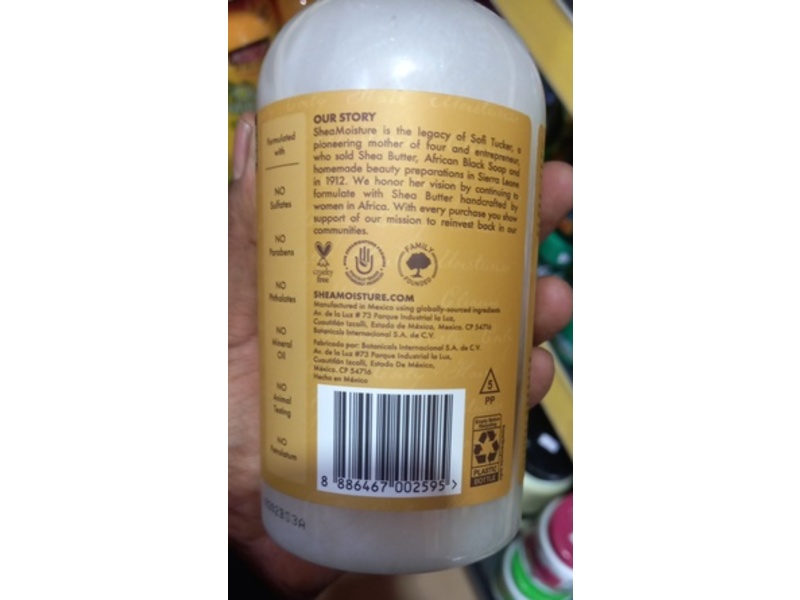 OUR STORY
SheaMoisture is the legacy of Sofi Tucker, a
pioneering mother of four and entrepreneur,
who sold Shea Butter, African Black Soap and
homemade beauty preparations in Sierra Leone
in 1912. We honor her vision by continuing to
formulate with Shea Butter handcrafted by
women in Africa. With every purchase you show
support of our mission to reinvest back in our
communities.
Formulated
with
NO
Sulfates
NO
Parabens
NO
Phthalates
NO
Mineral
Oil
NO
Animal
Testing
NO
Petrolatum
cruelty
free
FAMILY
FOUNDED
SHEAMOISTURE.COM
Manufactured in Mexico using globally-sourced ingredients
Av. de la Luz # 73 Parque Industrial la Luz,
Cuautitlán Izcalli, Estado de México, Mexico. CP 54716
Botanicals Internacional S.A. de C.V.
Fabricado por: Botanicals Internacional S.A. de C.V.
Av. de la Luz #73 Parque Industrial la Luz,
Cuautitlán Izcalli, Estado De México,
México. CP 54716
Hecho en México
5
PP
PLASTIC
BOTTLE
8 886467 002595 >